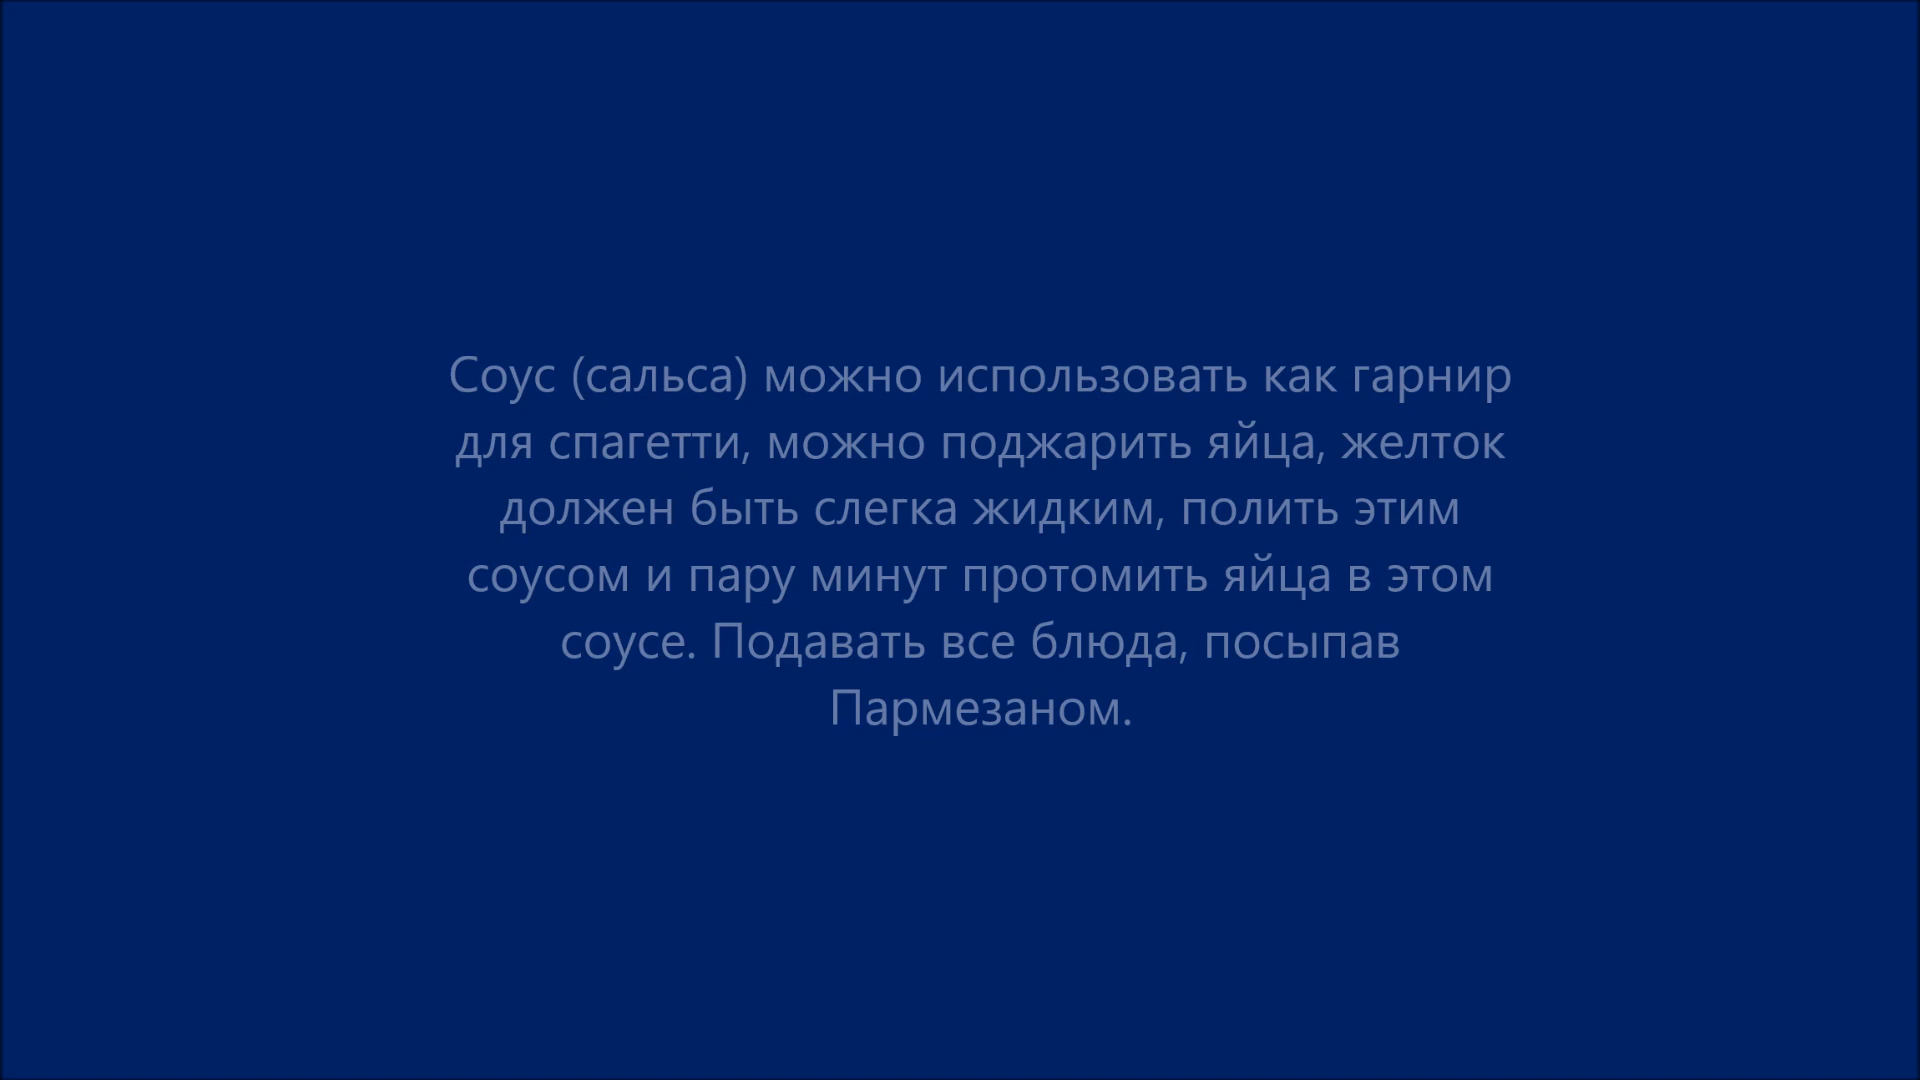 Соус (сальса) можно использовать как гарнир
для спагетти, можно поджарить яйца, желток
должен быть слегка жидким, полить этим
соусом и пару минут протомить яйца в этом
соусе. Подавать все блюда, посыпав
Пармезаном.